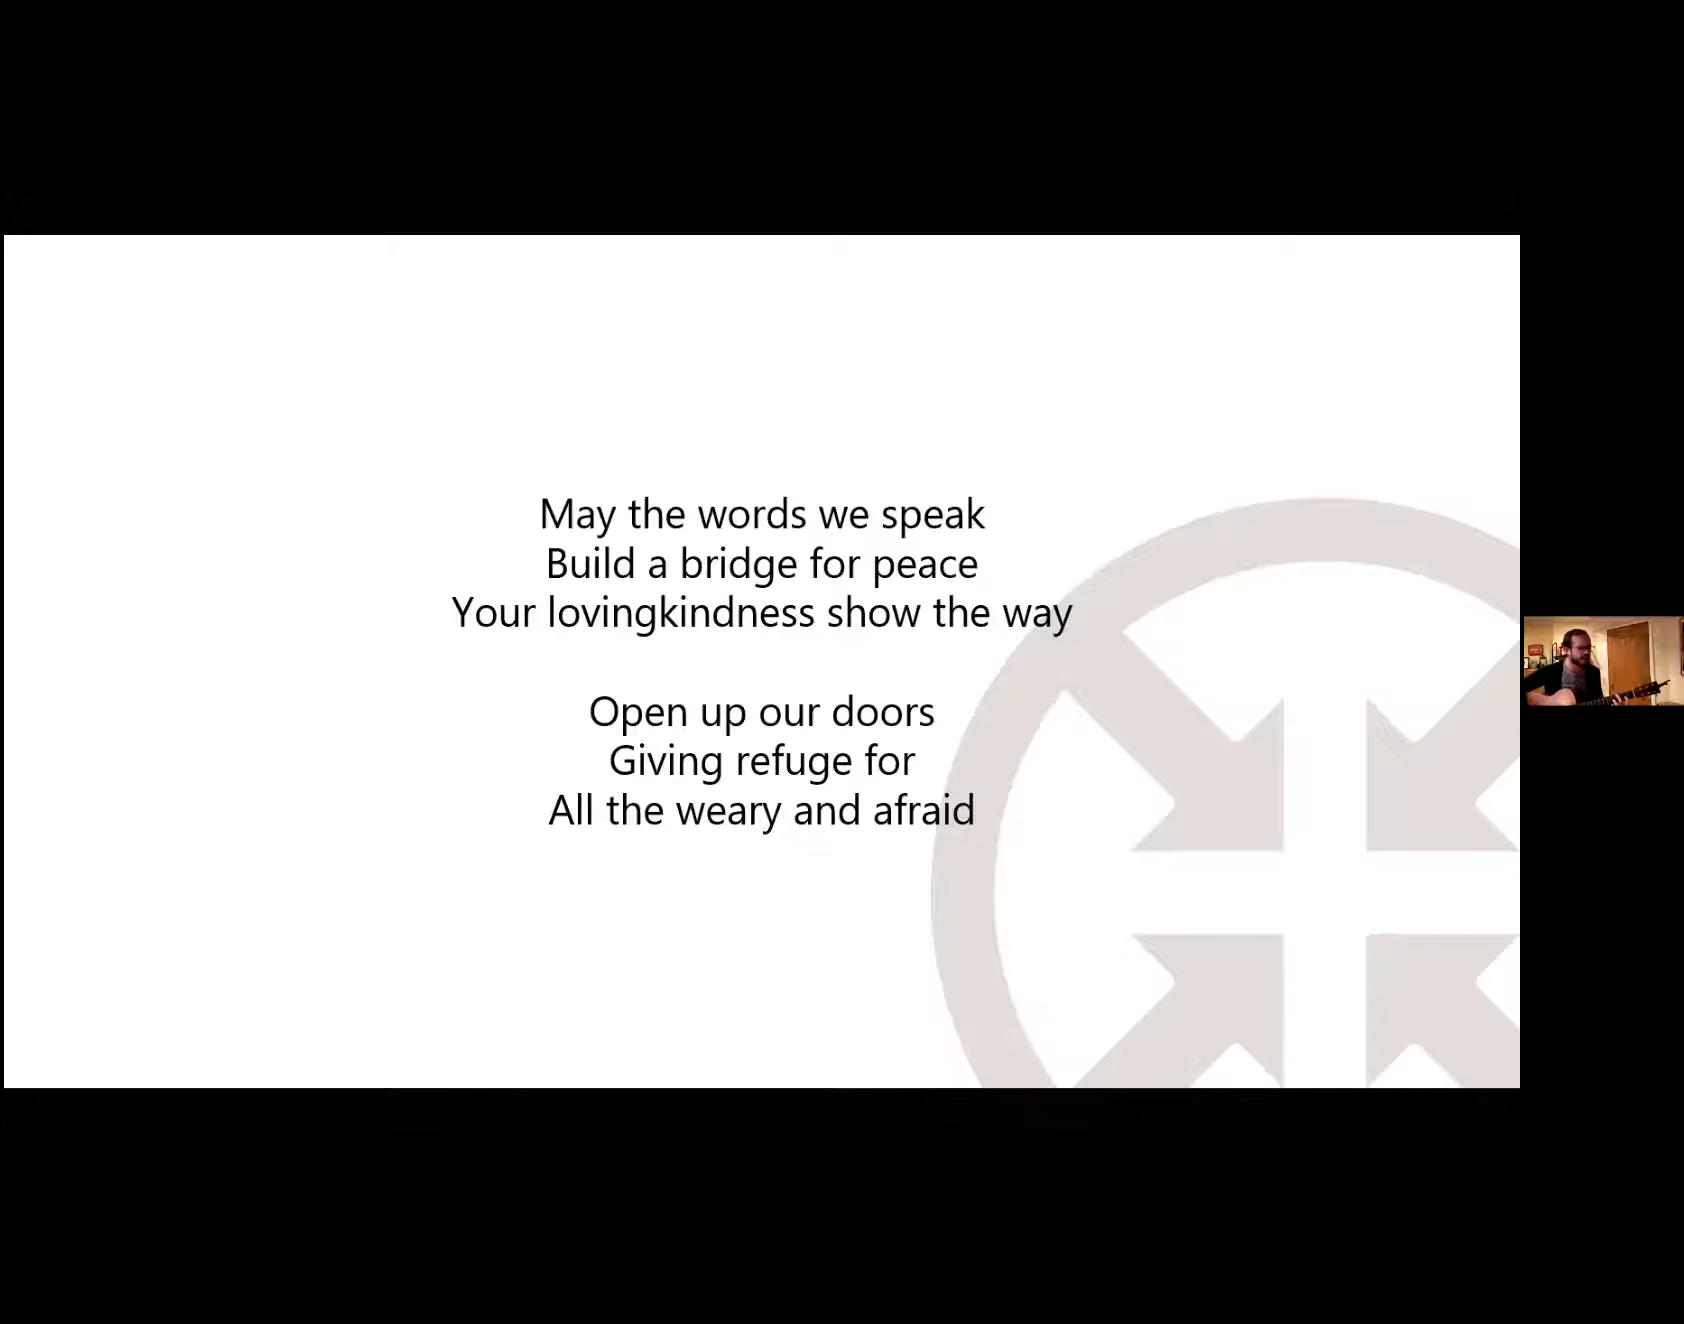 May the words we speak
Build a bridge for peace
Your lovingkindness show the way
Open up our doors
Giving refuge for
All the weary and afraid